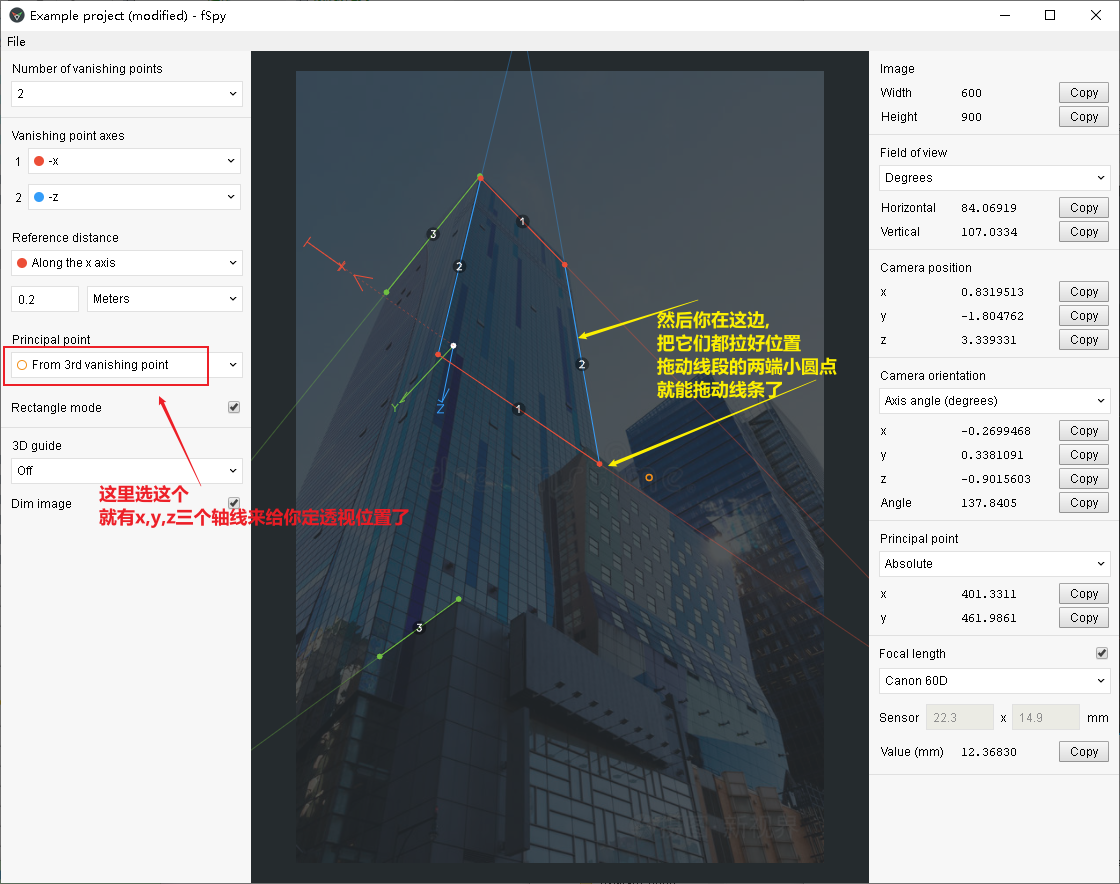 Example project (modified) - fSpy
File
Number of vanishing points
2
Vanishing point axes
1 -x
2 -z
Reference distance
Along the x axis
0.2 Meters
Principal point
From 3rd vanishing point
Rectangle mode
3D guide
Off
Dim image
这里选这个
就有x,y,z三个轴线来给你定透视位置了
3
1
2
X
2
Y
Z
1
3
然后你在这边,
把它们都拉好位置
拖动线段的两端小圆点
就能拖动线条了
Image
Width 600 Copy
Height 900 Copy
Field of view
Degrees
Horizontal 84.06919 Copy
Vertical 107.0334 Copy
Camera position
x 0.8319513 Copy
y -1.804762 Copy
z 3.339331 Copy
Camera orientation
Axis angle (degrees)
x -0.2699468 Copy
y 0.3381091 Copy
z -0.9015603 Copy
Angle 137.8405 Copy
Principal point
Absolute
x 401.3311 Copy
y 461.9861 Copy
Focal length
Canon 60D
Sensor 22.3 x 14.9 mm
Value (mm) 12.36830 Copy